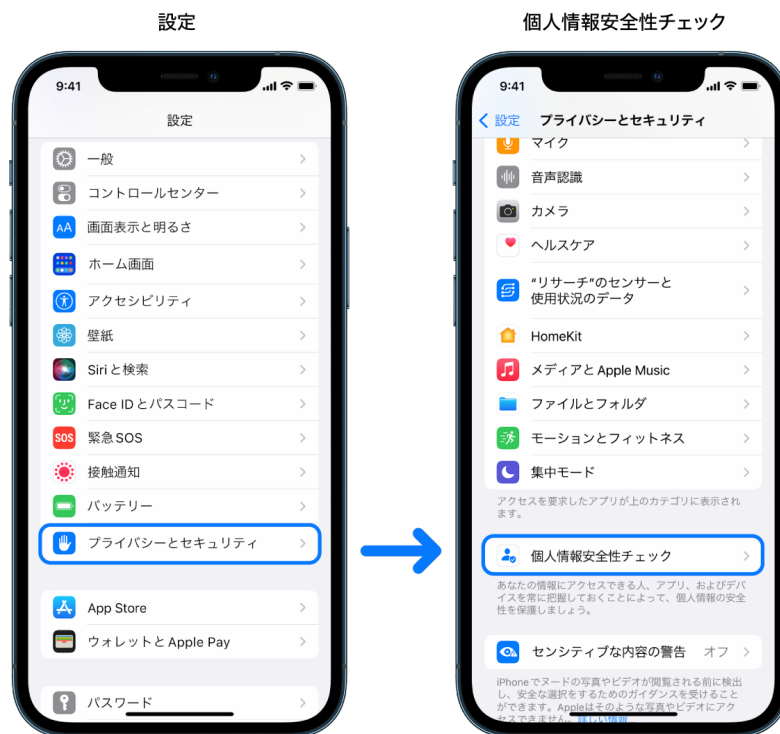 設定
個人情報安全性チェック
9:41
設定
一般
コントロールセンター
AA
画面表示と明るさ
ホーム画面
アクセシビリティ
壁紙
Siriと検索
Face IDとパスコード
SOS
緊急SOS
接触通知
バッテリー
プライバシーとセキュリティ
App Store
ウォレットとApple Pay
パスワード
9:41
設定
プライバシーとセキュリティ
マイク
音声認識
カメラ
ヘルスケア
“リサーチ”のセンサーと
使用状況のデータ
HomeKit
メディアとApple Music
ファイルとフォルダ
モーションとフィットネス
集中モード
アクセスを要求したアプリが上のカテゴリに表示され
ます。
個人情報安全性チェック
あなたの情報にアクセスできる人、アプリ、およびデバ
イスを常に把握しておくことによって、個人情報の安全
性を保護しましょう。
センシティブな内容の警告
オフ
iPhoneでヌードの写真やビデオが閲覧される前に検出
し、安全な選択をするためのガイダンスを受けること
ができます。Appleはそのような写真やビデオにアク
セスできません。詳しい情報